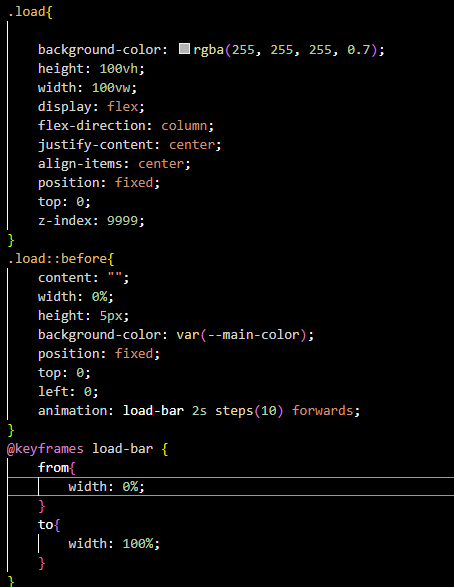 .load{
background-color: rgba(255, 255, 255, 0.7);
height: 100vh;
width: 100vw;
display: flex;
flex-direction: column;
justify-content: center;
align-items: center;
position: fixed;
top: 0;
z-index: 9999;
}
.load::before{
content: "";
width: 0%;
height: 5px;
background-color: var(--main-color);
position: fixed;
top: 0;
left: 0;
animation: load-bar 2s steps(10) forwards;
}
@keyframes load-bar {
from{
width: 0%;
}
to{
width: 100%;
}
}